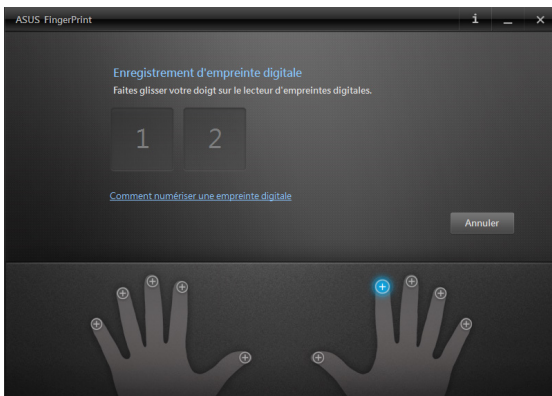 ASUS FingerPrint
Enregistrement d'empreinte digitale
Faites glisser votre doigt sur le lecteur d'empreintes digitales.
1 2
Comment numériser une empreinte digitale
Annuler